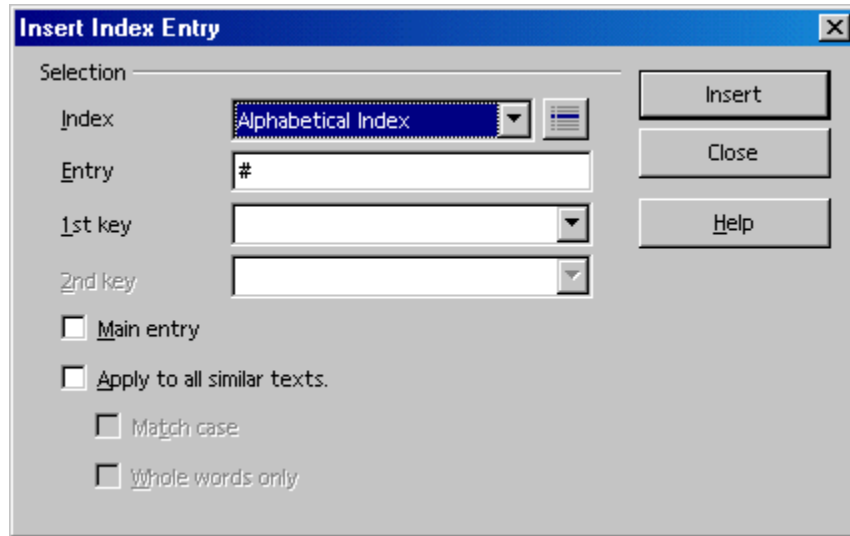 Insert Index Entry
Selection
Index
Alphabetical Index
Insert
Entry
#
Close
1st key
Help
2nd key
Main entry
Apply to all similar texts.
Match case
Whole words only